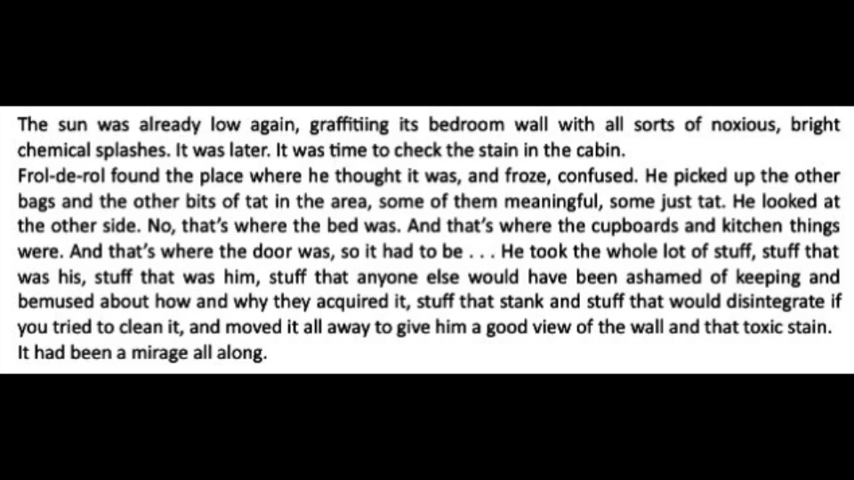 The sun was already low again, graffitiing its bedroom wall with all sorts of noxious, bright
chemical splashes. It was later. It was time to check the stain in the cabin.
Frol-de-rol found the place where he thought it was, and froze, confused. He picked up the other
bags and the other bits of tat in the area, some of them meaningful, some just tat. He looked at
the other side. No, that’s where the bed was. And that’s where the cupboards and kitchen things
were. And that’s where the door was, so it had to be . . . He took the whole lot of stuff, stuff that
was his, stuff that was him, stuff that anyone else would have been ashamed of keeping and
bemused about how and why they acquired it, stuff that stank and stuff that would disintegrate if
you tried to clean it, and moved it all away to give him a good view of the wall and that toxic stain.
It had been a mirage all along.